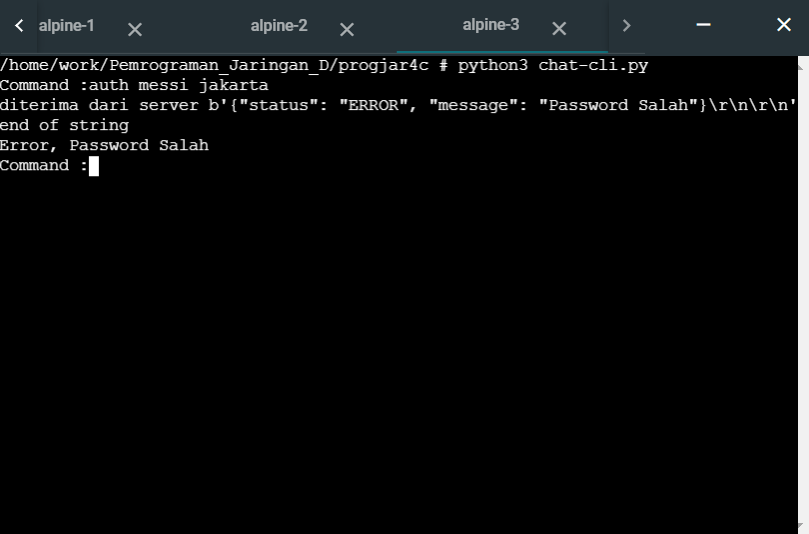 alpine-1 alpine-2 alpine-3
/home/work/Pemrograman_Jaringan_D/progjar4c # python3 chat-cli.py
Command :auth messi jakarta
diterima dari server b'{"status": "ERROR", "message": "Password Salah"}\r\n\r\n'
end of string
Error, Password Salah
Command :